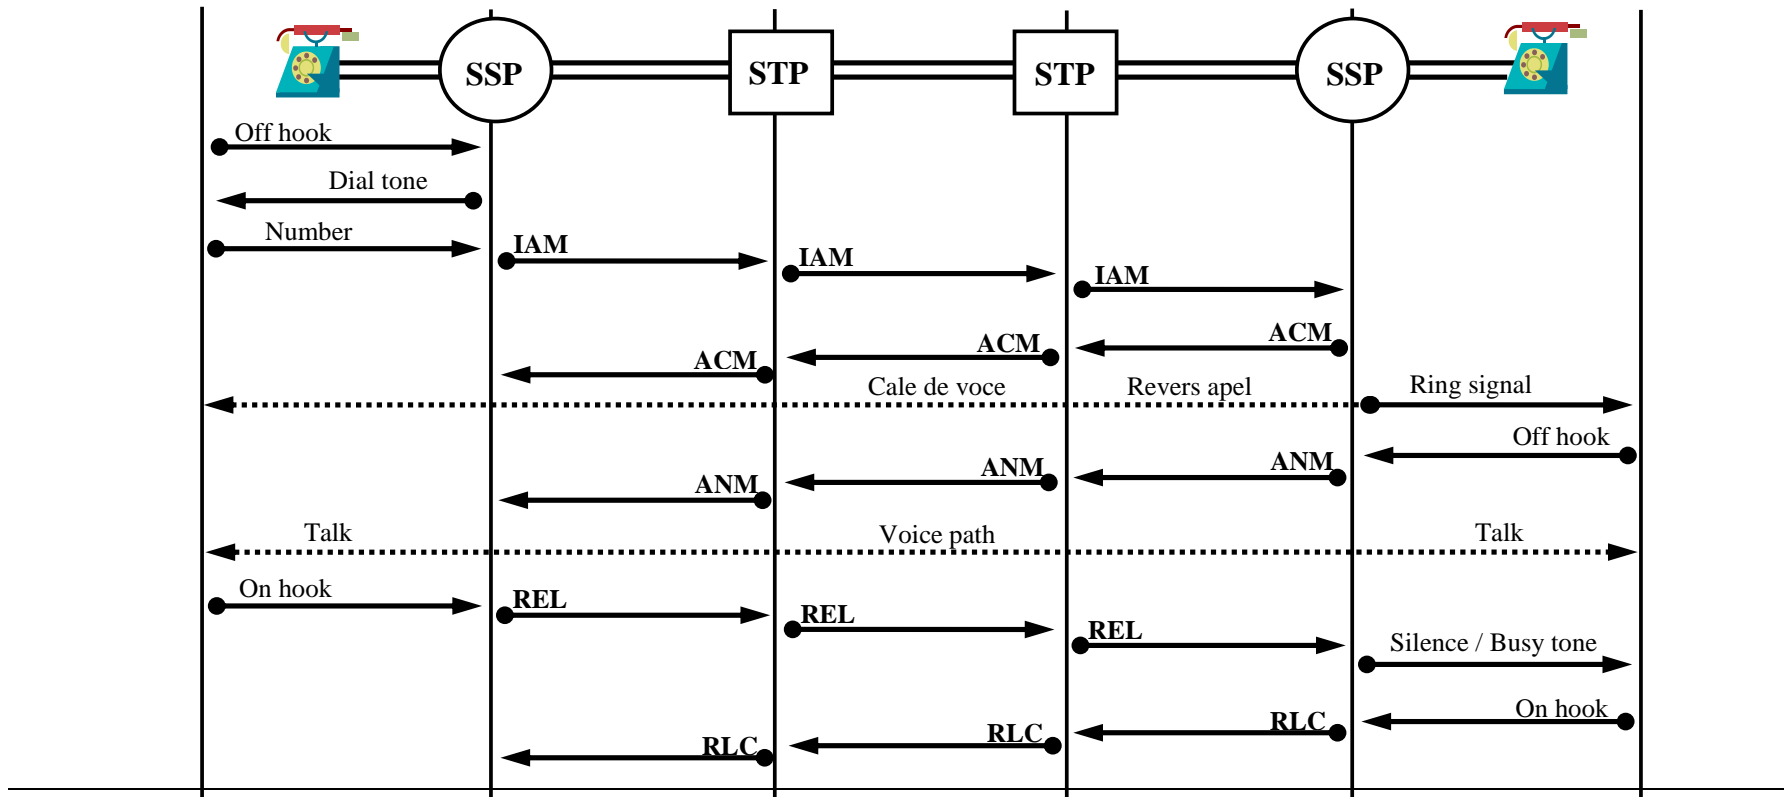 SSP STP STP SSP
Off hook
Dial tone
Number
IAM
IAM
IAM
ACM
ACM
ACM
Cale de voce Revers apel Ring signal
Off hook
ANM
ANM
ANM
Talk Voice path Talk
On hook
REL
REL
REL
Silence / Busy tone
On hook
RLC
RLC
RLC